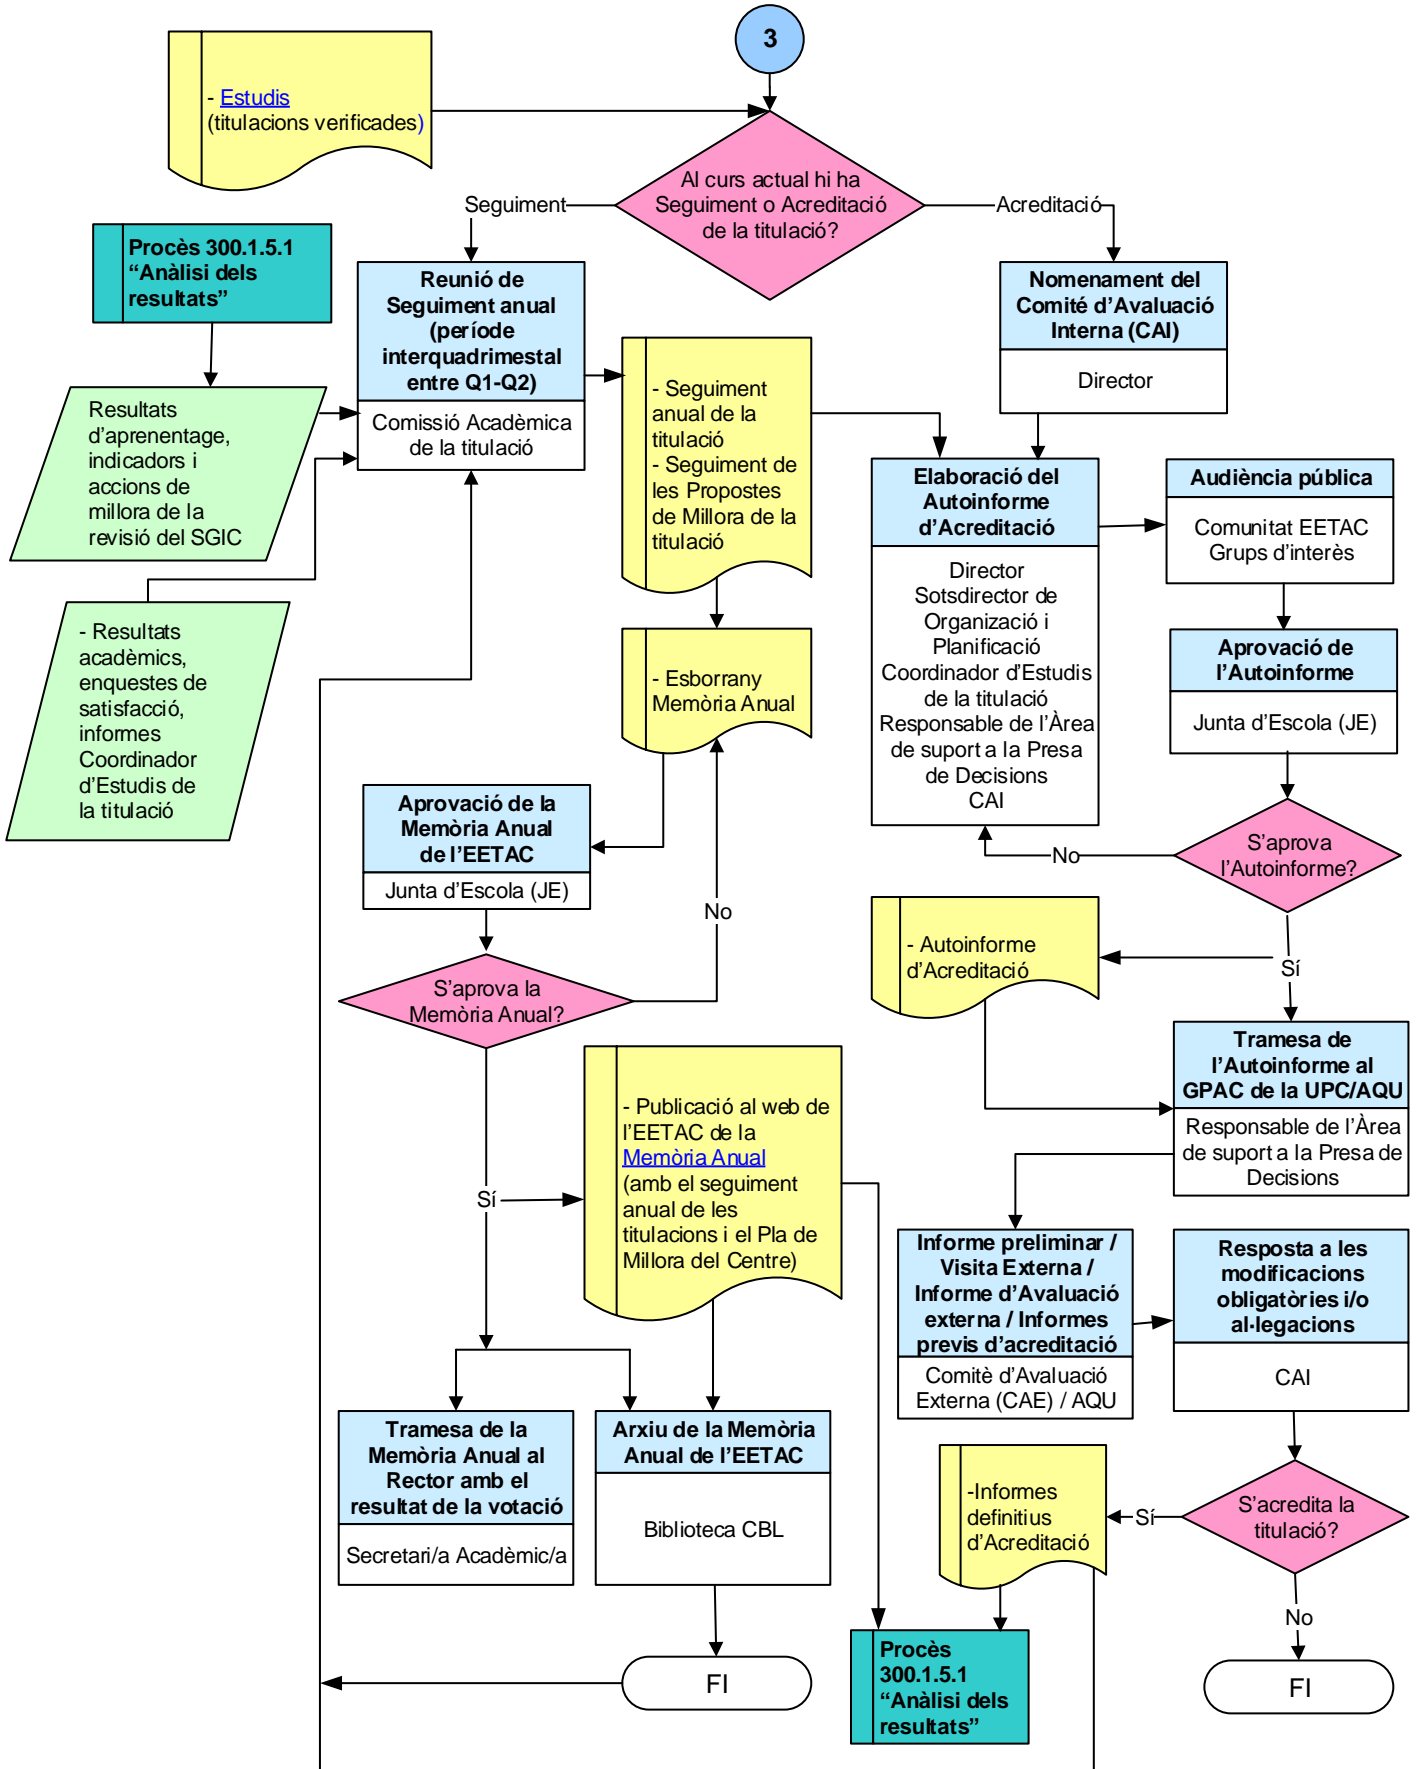 3
- Estudis
(titulacions verificades)
Al curs actual hi ha
Seguiment o Acreditació
de la titulació?
Seguiment
Acreditació
Procès 300.1.5.1
“Anàlisi dels
resultats”
Reunió de
Seguiment anual
(període
interquadrimestal
entre Q1-Q2)
Comissió Acadèmica
de la titulació
Nomenament del
Comité d’Avaluació
Interna (CAI)
Director
Resultats
d’aprenentage,
indicadors i
accions de
millora de la
revisió del SGIC
- Seguiment
anual de la
titulació
- Seguiment de
les Propostes
de Millora de la
titulació
Elaboració del
Autoinforme
d’Acreditació
Director
Sotsdirector de
Organizació i
Planificació
Coordinador d’Estudis
de la titulació
Responsable de l’Àrea
de suport a la Presa
de Decisions
CAI
Audiència pública
Comunitat EETAC
Grups d’interès
- Resultats
acadèmics,
enquestes de
satisfacció,
informes
Coordinador
d’Estudis de
la titulació
- Esborrany
Memòria Anual
Aprovació de
l’Autoinforme
Junta d’Escola (JE)
Aprovació de la
Memòria Anual
de l’EETAC
Junta d’Escola (JE)
S’aprova
l’Autoinforme?
No
No
- Autoinforme
d’Acreditació
Sí
S’aprova la
Memòria Anual?
Tramesa de
l’Autoinforme al
GPAC de la UPC/AQU
Responsable de l’Àrea
de suport a la Presa de
Decisions
- Publicació al web de
l’EETAC de la
Memòria Anual
(amb el seguiment
anual de les
titulacions i el Pla de
Millora del Centre)
Sí
Informe preliminar /
Visita Externa /
Informe d’Avaluació
externa / Informes
previs d’acreditació
Comitè d’Avaluació
Externa (CAE) / AQU
Resposta a les
modificacions
obligatòries i/o
al·legacions
CAI
Tramesa de la
Memòria Anual al
Rector amb el
resultat de la votació
Secretari/a Acadèmic/a
Arxiu de la Memòria
Anual de l’EETAC
Biblioteca CBL
-Informes
definitius
d’Acreditació
Sí
S’acredita la
titulació?
No
FI
Procès
300.1.5.1
“Anàlisi dels
resultats”
FI